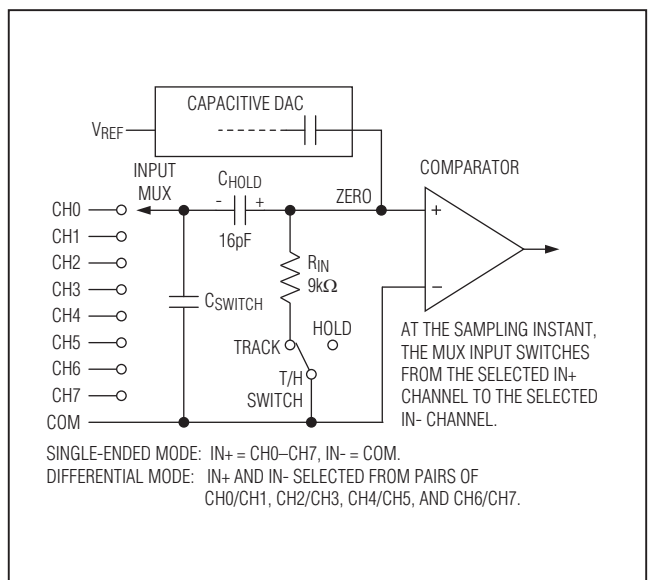 CAPACITIVE DAC
VREF
INPUT
MUX
CHOLD
ZERO
COMPARATOR
- +
16pF
+
−
CH0
CH1
CH2
CH3
CH4
CH5
CH6
CH7
COM
CSWITCH
RIN
9kΩ
HOLD
TRACK
T/H
SWITCH
AT THE SAMPLING INSTANT,
THE MUX INPUT SWITCHES
FROM THE SELECTED IN+
CHANNEL TO THE SELECTED
IN- CHANNEL.
SINGLE-ENDED MODE: IN+ = CH0–CH7, IN- = COM.
DIFFERENTIAL MODE: IN+ AND IN- SELECTED FROM PAIRS OF
CH0/CH1, CH2/CH3, CH4/CH5, AND CH6/CH7.